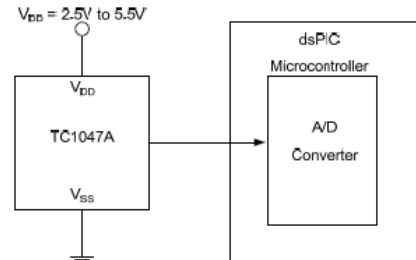 V_DD = 2.5V to 5.5V
dsPIC
Microcontroller
V_DD
TC1047A
V_SS
A/D
Converter